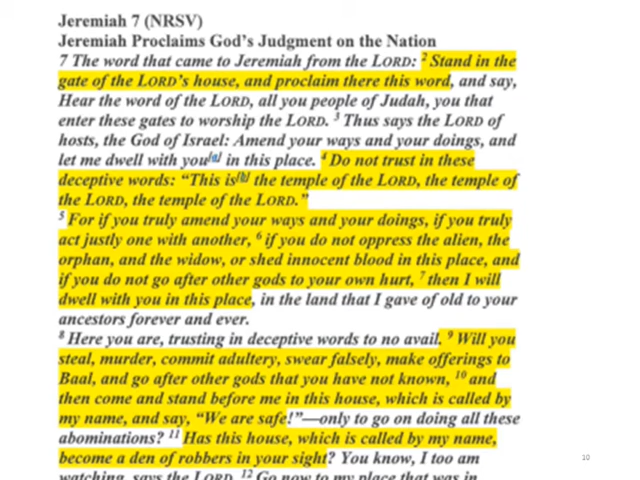 Jeremiah 7 (NRSV)
Jeremiah Proclaims God's Judgment on the Nation
7 The word that came to Jeremiah from the LORD: 2 Stand in the
gate of the LORD's house, and proclaim there this word, and say,
Hear the word of the LORD, all you people of Judah, you that
enter these gates to worship the LORD. 3 Thus says the LORD of
hosts, the God of Israel: Amend your ways and your doings, and
let me dwell with you[a] in this place. 4 Do not trust in these
deceptive words: "This is[b] the temple of the LORD, the temple of
the LORD, the temple of the LORD."
5 For if you truly amend your ways and your doings, if you truly
act justly one with another, 6 if you do not oppress the alien, the
orphan, and the widow, or shed innocent blood in this place, and
if you do not go after other gods to your own hurt, 7 then I will
dwell with you in this place, in the land that I gave of old to your
ancestors forever and ever.
8 Here you are, trusting in deceptive words to no avail. 9 Will you
steal, murder, commit adultery, swear falsely, make offerings to
Baal, and go after other gods that you have not known, 10 and
then come and stand before me in this house, which is called by
my name, and say, "We are safe!"—only to go on doing all these
abominations? 11 Has this house, which is called by my name,
become a den of robbers in your sight? You know, I too am
watching, says the LORD. 12 Go now to my place that was in
10